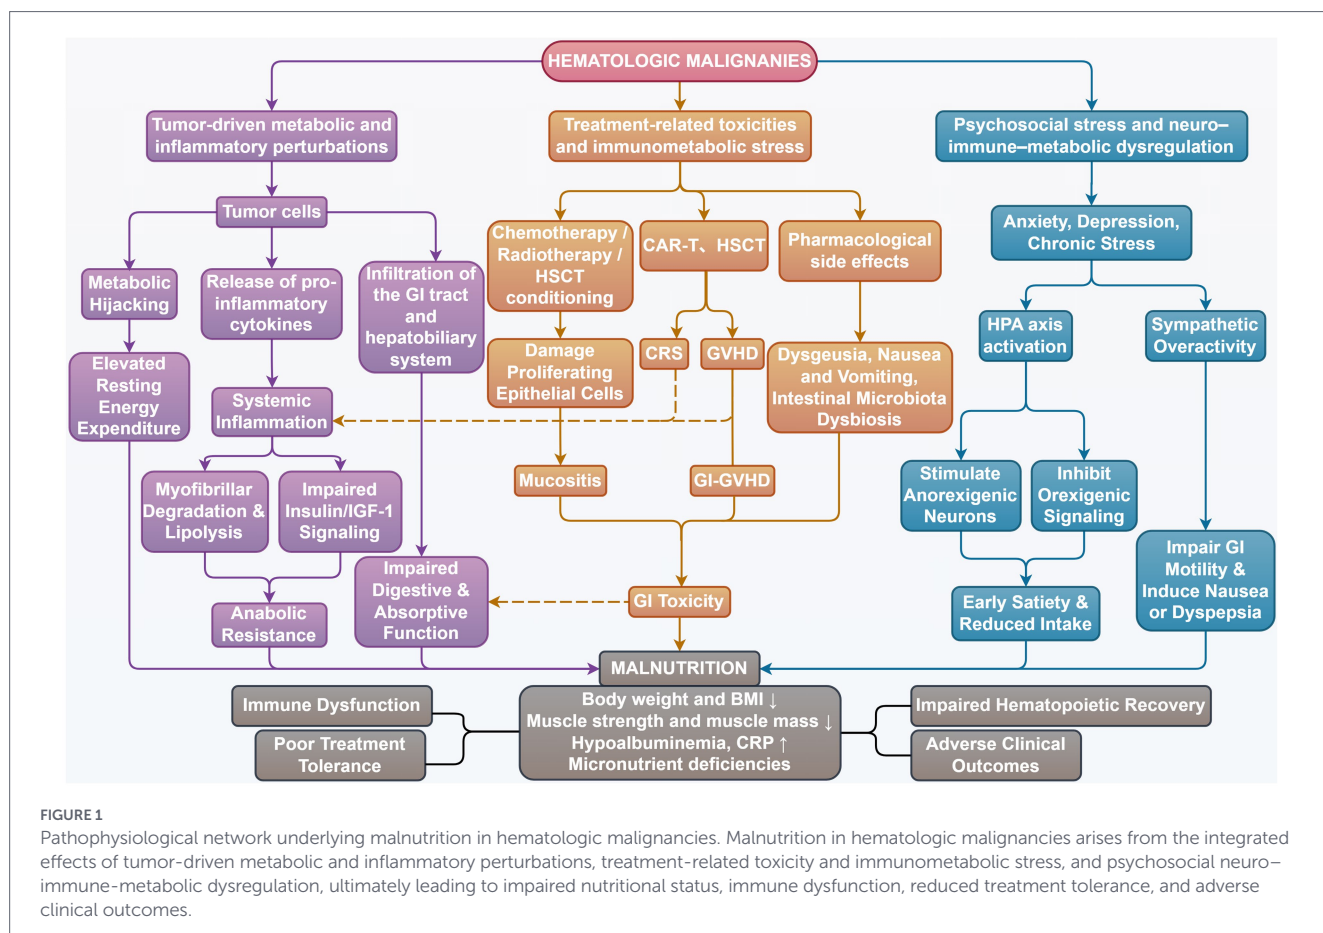 HEMATOLOGIC MALIGNANIES
Tumor-driven metabolic and
inflammatory perturbations
Treatment-related toxicities
and immunometabolic stress
Psychosocial stress and neuro–
immune–metabolic dysregulation
Tumor cells
Metabolic
Hijacking
Release of pro-
inflammatory
cytokines
Infiltration of
the GI tract
and
hepatobiliary
system
Elevated
Resting
Energy
Expenditure
Systemic
Inflammation
Myofibrillar
Degradation &
Lipolysis
Impaired
Insulin/IGF-1
Signaling
Anabolic
Resistance
Impaired
Digestive &
Absorptive
Function
Chemotherapy /
Radiotherapy /
HSCT
conditioning
CAR-T、HSCT
Pharmacological
side effects
Damage
Proliferating
Epithelial Cells
CRS
GVHD
Dysgeusia, Nausea
and Vomiting,
Intestinal Microbiota
Dysbiosis
Mucositis
GI-GVHD
GI Toxicity
Anxiety, Depression,
Chronic Stress
HPA axis
activation
Sympathetic
Overactivity
Stimulate
Anorexigenic
Neurons
Inhibit
Orexigenic
Signaling
Early Satiety &
Reduced Intake
Impair GI
Motility &
Induce Nausea
or Dyspepsia
MALNUTRITION
Body weight and BMI ↓
Muscle strength and muscle mass ↓
Hypoalbuminemia, CRP ↑
Micronutrient deficiencies
Immune Dysfunction
Poor Treatment
Tolerance
Impaired Hematopoietic Recovery
Adverse Clinical
Outcomes
FIGURE 1
Pathophysiological network underlying malnutrition in hematologic malignancies. Malnutrition in hematologic malignancies arises from the integrated
effects of tumor-driven metabolic and inflammatory perturbations, treatment-related toxicity and immunometabolic stress, and psychosocial neuro–
immune-metabolic dysregulation, ultimately leading to impaired nutritional status, immune dysfunction, reduced treatment tolerance, and adverse
clinical outcomes.